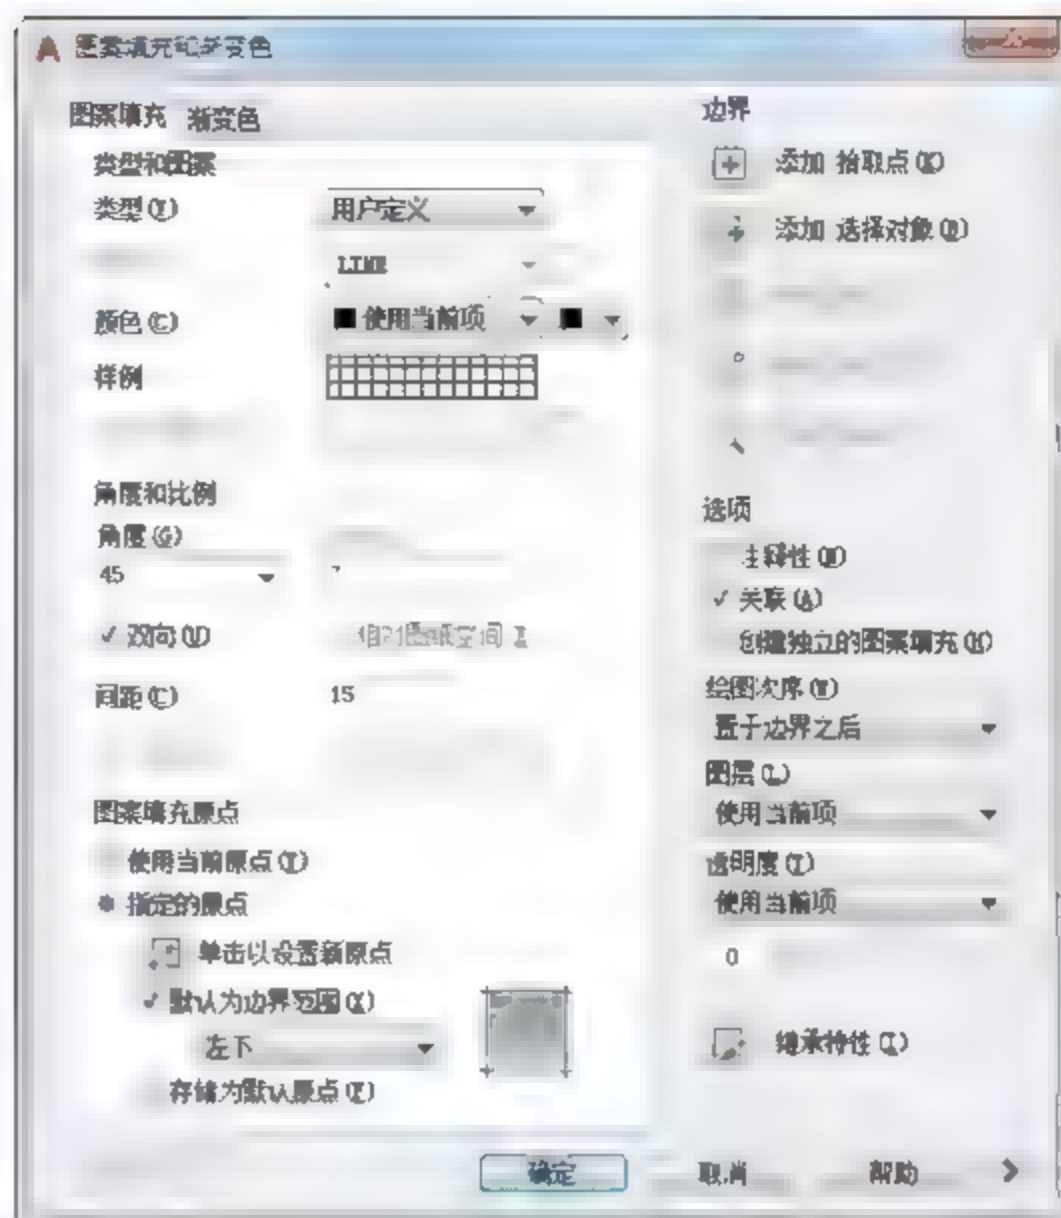 图案填充和渐变色
图案填充 渐变色
类型和图案
类型(Y)
用户定义
LINE
颜色(C)
使用当前项
样例
角度和比例
角度(G)
45
双向(U)
相对图纸空间
间距(C)
15
图案填充原点
使用当前原点(T)
指定的原点
单击以设置新原点
默认为边界范围(X)
左下
存储为默认原点(F)
边界
添加 拾取点(K)
添加 选择对象(B)
选项
注释性(N)
关联(A)
创建独立的图案填充(H)
绘图次序(W)
置于边界之后
图层(L)
使用当前项
透明度(T)
使用当前项
0
继承特性(I)
确定
取消
帮助